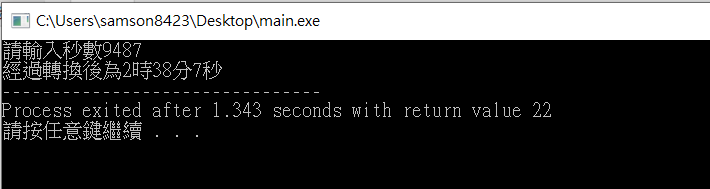 C:\Users\samson8423\Desktop\main.exe
請輸入秒數9487
經過轉換後為2時38分7秒
--------------------------------
Process exited after 1.343 seconds with return value 22
請按任意鍵繼續 . . .